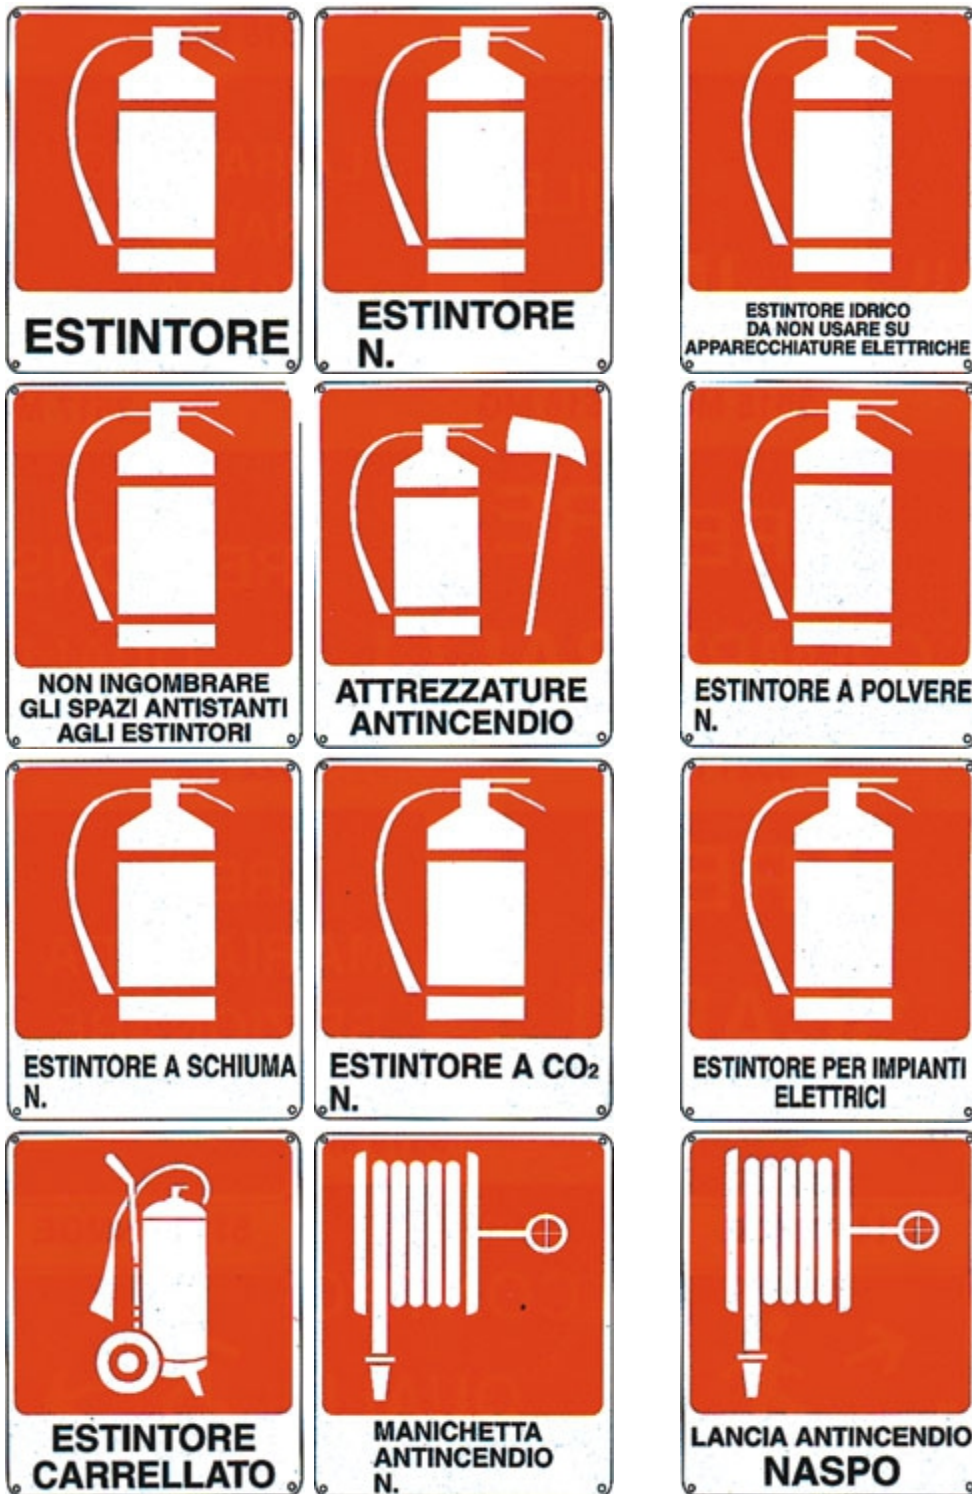 ESTINTORE
ESTINTORE
N.
ESTINTORE IDRICO
DA NON USARE SU
APPARECCHIATURE ELETTRICHE
NON INGOMBRARE
GLI SPAZI ANTISTANTI
AGLI ESTINTORI
ATTREZZATURE
ANTINCENDIO
ESTINTORE A POLVERE
N.
ESTINTORE A SCHIUMA
N.
ESTINTORE A CO₂
N.
ESTINTORE PER IMPIANTI
ELETTRICI
ESTINTORE
CARRELLATO
MANICHETTA
ANTINCENDIO
N.
LANCIA ANTINCENDIO
NASPO